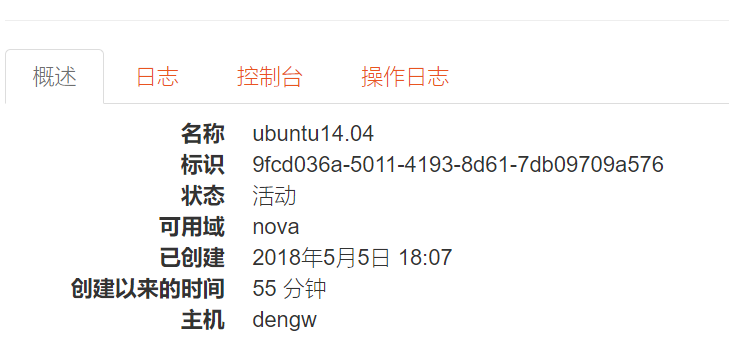 概述 日志 控制台 操作日志
名称 ubuntu14.04
标识 9fcd036a-5011-4193-8d61-7db09709a576
状态 活动
可用域 nova
已创建 2018年5月5日 18:07
创建以来的时间 55 分钟
主机 dengw